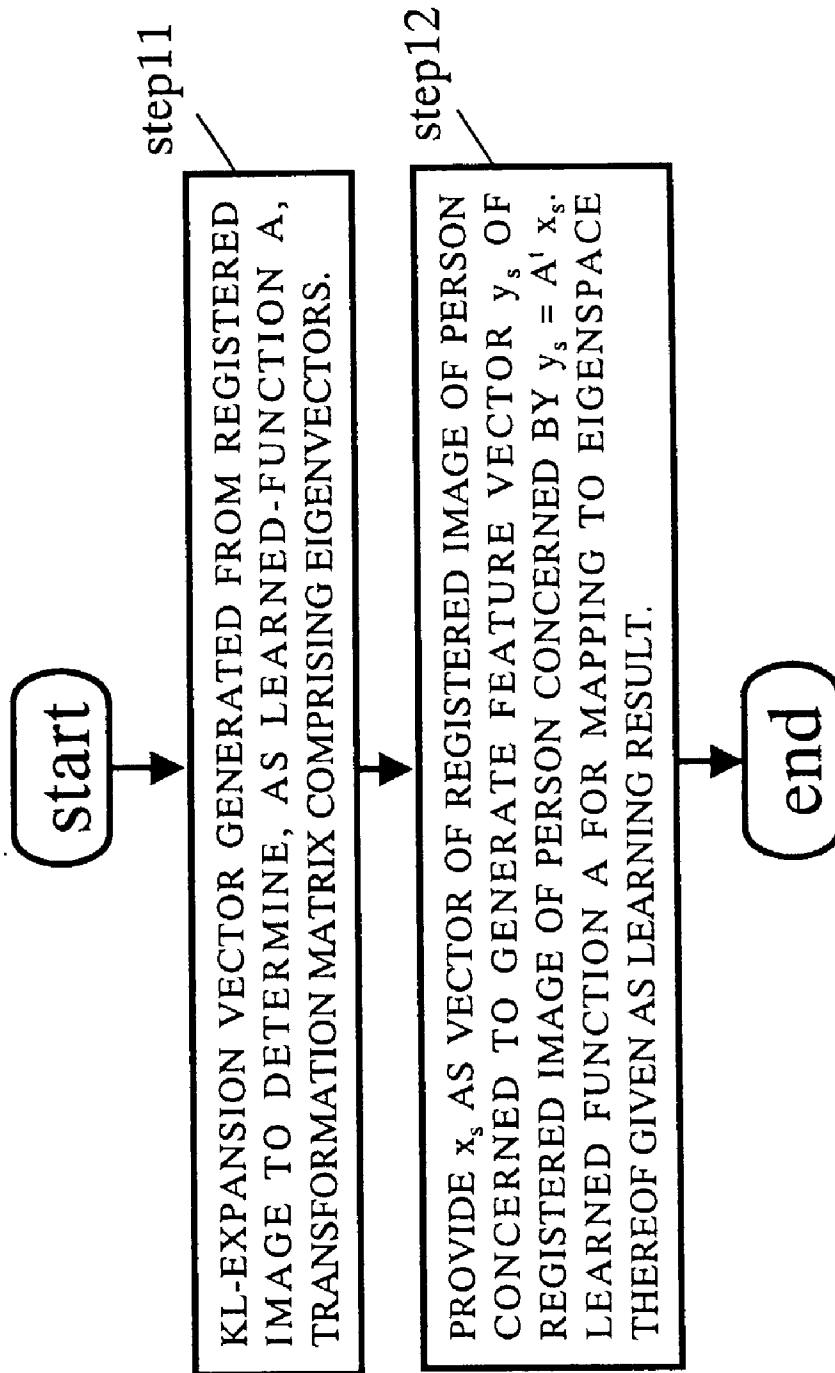 start
step11
KL-EXPANSION VECTOR GENERATED FROM REGISTERED
IMAGE TO DETERMINE, AS LEARNED-FUNCTION A,
TRANSFORMATION MATRIX COMPRISING EIGENVECTORS.
step12
PROVIDE xₛ AS VECTOR OF REGISTERED IMAGE OF PERSON
CONCERNED TO GENERATE FEATURE VECTOR yₛ OF
REGISTERED IMAGE OF PERSON CONCERNED BY yₛ = Aᵗ xₛ.
LEARNED FUNCTION A FOR MAPPING TO EIGENSPACE
THEREOF GIVEN AS LEARNING RESULT.
end